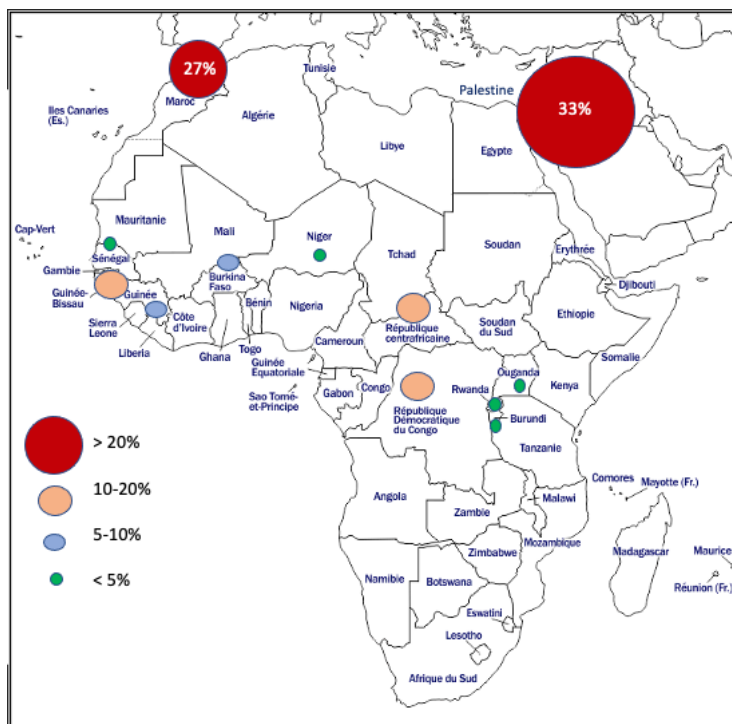 27%
Maroc
Tunisie
Palestine
33%
Iles Canaries
(Es.)
Algérie
Libye
Egypte
Cap-Vert
Mauritanie
Mali
Niger
Tchad
Soudan
Erythrée
Sénégal
Gambie
Guinée-
Bissau
Guinée
Burkina
Faso
Bénin
Nigeria
Djibouti
Sierra
Leone
Côte
d'Ivoire
Liberia
Ghana
Togo
Cameroun
République
centrafricaine
Soudan
du Sud
Ethiopie
Somalie
Guinée
Equatoriale
Sao Tomé-
et-Principe
Gabon
Congo
Ouganda
Kenya
Rwanda
République
Démocratique
du Congo
Burundi
Tanzanie
> 20%
10-20%
5-10%
< 5%
Angola
Zambie
Malawi
Comores
Mayotte (Fr.)
Mozambique
Zimbabwe
Madagascar
Maurice
Réunion (Fr.)
Namibie
Botswana
Eswatini
Lesotho
Afrique du Sud